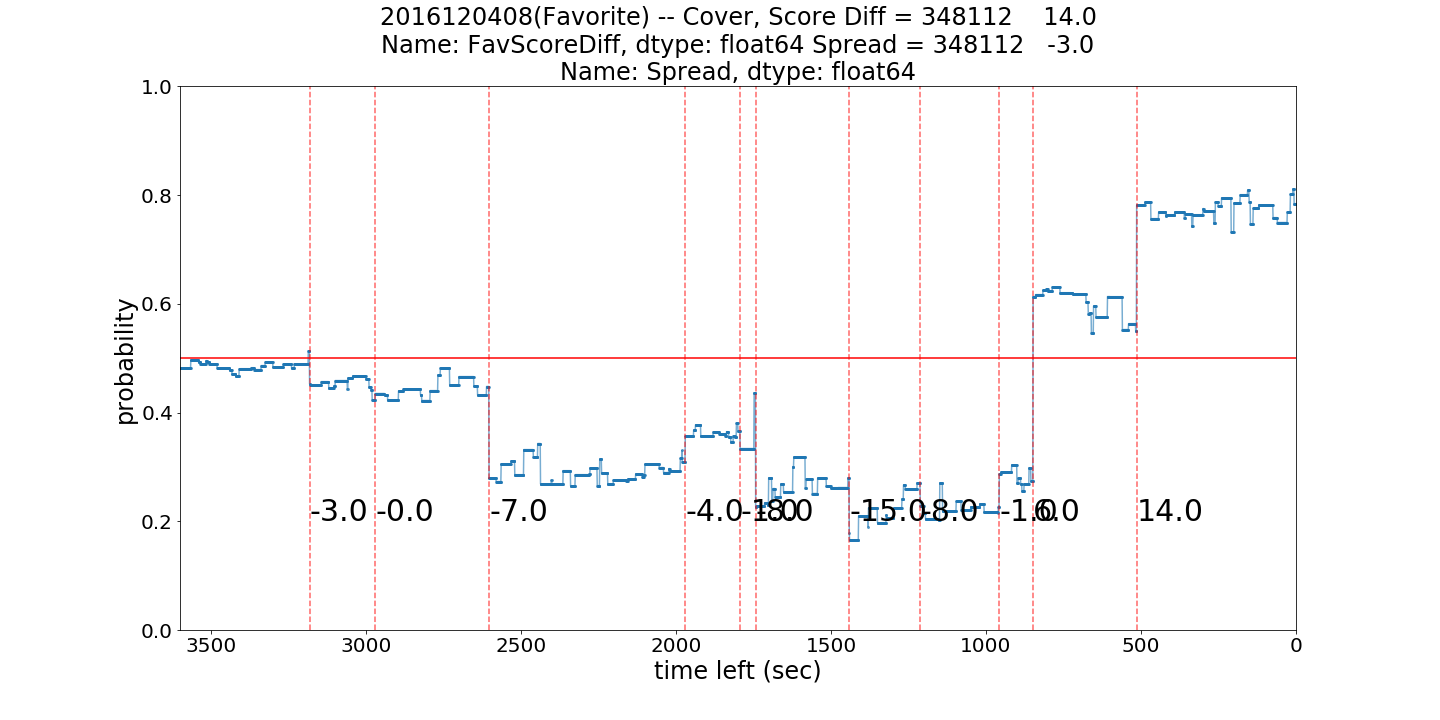 2016120408(Favorite) -- Cover, Score Diff = 348112    14.0
Name: FavScoreDiff, dtype: float64 Spread = 348112   -3.0
Name: Spread, dtype: float64
1.0
0.8
0.6
0.4
0.2
0.0
probability
-3.0 -0.0 -7.0 -4.0 -15.0 -8.0 14.0
3500 3000 2500 2000 1500 1000 500 0
time left (sec)